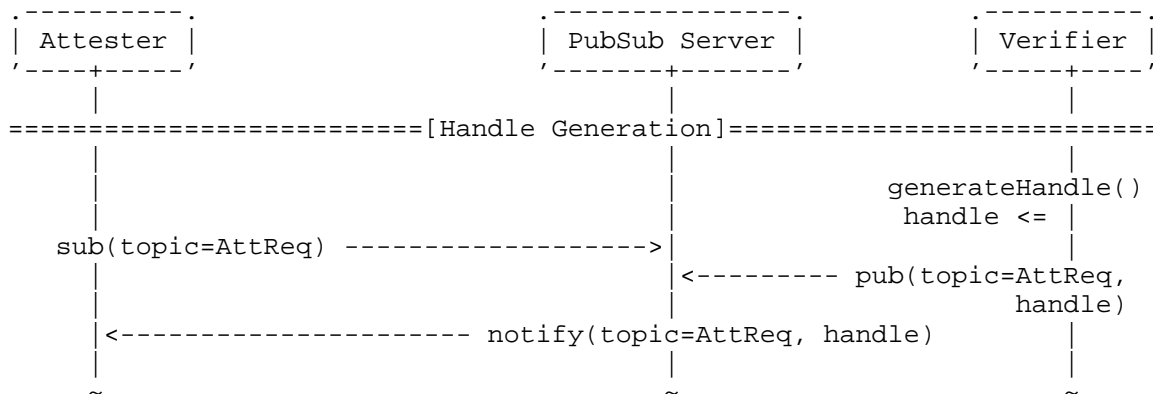 .----------.                      .---------------.            .----------.
| Attester |                      | PubSub Server |            | Verifier |
'----+-----'                      '-------+-------'            '-----+----'
     |                                    |                        |
==========================[Handle Generation]===========================
     |                                    |                        |
     |                                    |             generateHandle()
     |                                    |              handle <= |
   sub(topic=AttReq) ------------------->|                         |
     |                                    |<--------- pub(topic=AttReq,
     |                                    |                     handle)
     |<---------------------- notify(topic=AttReq, handle)         |
     |                                    |                        |
     ~                                    ~                        ~